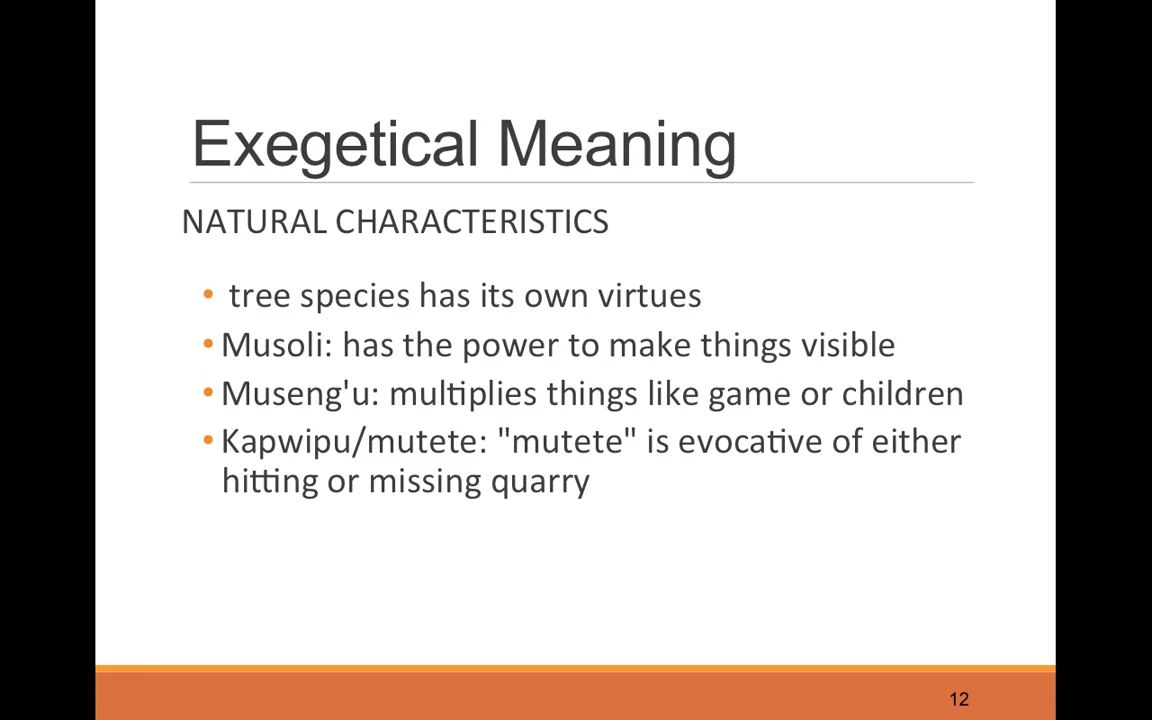 Exegetical Meaning
NATURAL CHARACTERISTICS
• tree species has its own virtues
• Musoli: has the power to make things visible
• Museng'u: multiplies things like game or children
• Kapwipu/mutete: "mutete" is evocative of either
hitting or missing quarry
12